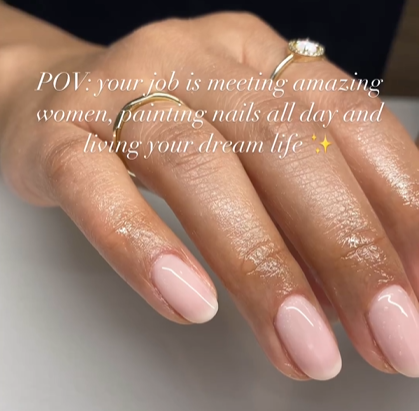 POV: your job is meeting amazing
women, painting nails all day and
living your dream life ✨